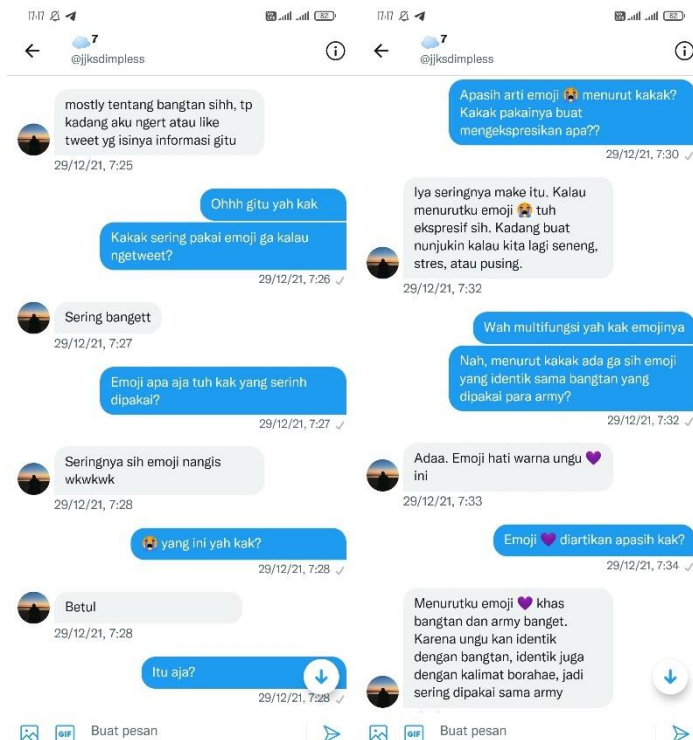 17:17
82
7
@jjksdimpless
mostly tentang bangtan sihh, tp
kadang aku ngert atau like
tweet yg isinya informasi gitu
29/12/21, 7:25
Ohhh gitu yah kak
Kakak sering pakai emoji ga kalau
ngetweet?
29/12/21, 7:26
Sering bangett
29/12/21, 7:27
Emoji apa aja tuh kak yang serinh
dipakai?
29/12/21, 7:27
Seringnya sih emoji nangis
wkwkwk
29/12/21, 7:28
😭 yang ini yah kak?
29/12/21, 7:28
Betul
29/12/21, 7:28
Itu aja?
29/12/21, 7:28
GIF
Buat pesan
17:17
82
7
@jjksdimpless
Apasih arti emoji 😭 menurut kakak?
Kakak pakainya buat
mengekspresikan apa??
29/12/21, 7:30
Iya seringnya make itu. Kalau
menurutku emoji 😭 tuh
ekspresif sih. Kadang buat
nunjukin kalau kita lagi seneng,
stres, atau pusing.
29/12/21, 7:32
Wah multifungsi yah kak emojinya
Nah, menurut kakak ada ga sih emoji
yang identik sama bangtan yang
dipakai para army?
29/12/21, 7:32
Adaa. Emoji hati warna ungu 💜
ini
29/12/21, 7:33
Emoji 💜 diartikan apasih kak?
29/12/21, 7:34
Menurutku emoji 💜 khas
bangtan dan army banget.
Karena ungu kan identik
dengan bangtan, identik juga
dengan kalimat borahae, jadi
sering dipakai sama army
GIF
Buat pesan